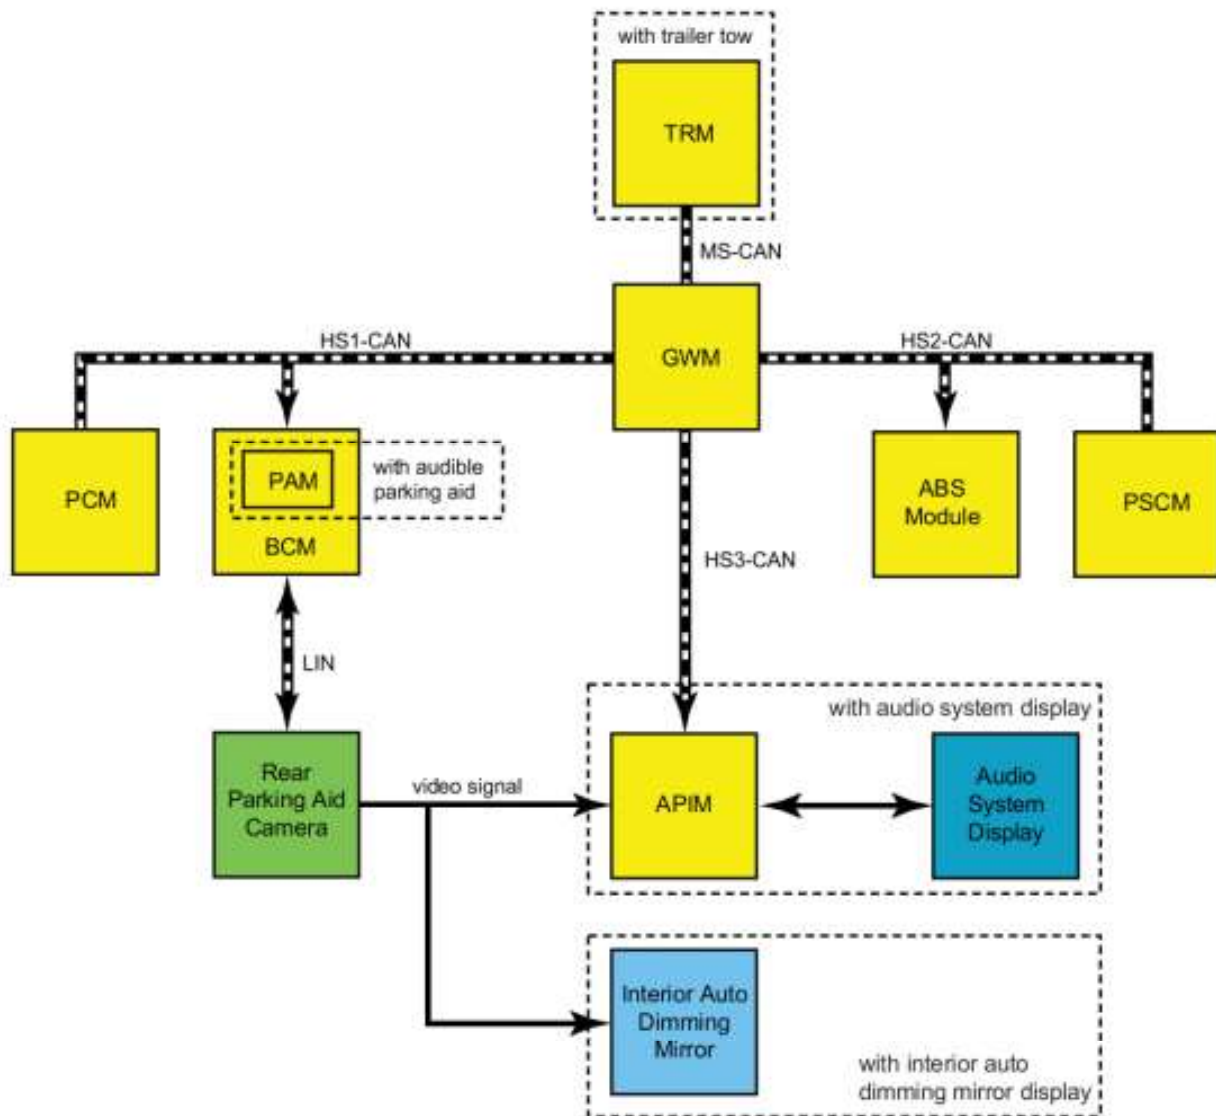 with trailer tow
TRM
MS-CAN
HS1-CAN
GWM
HS2-CAN
PCM
PAM
with audible
parking aid
BCM
ABS
Module
PSCM
HS3-CAN
LIN
with audio system display
Rear
Parking Aid
Camera
video signal
APIM
Audio
System
Display
Interior Auto
Dimming
Mirror
with interior auto
dimming mirror display